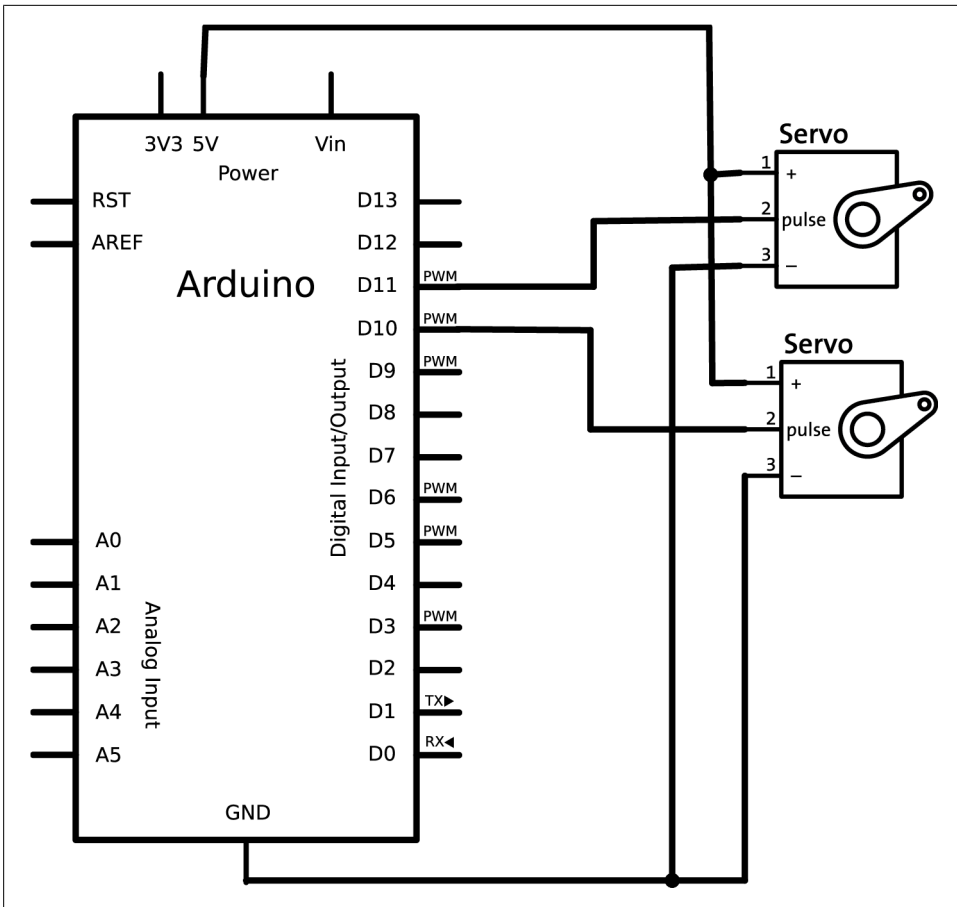 3V3 5V Vin
Power
RST
AREF
Arduino
D13
D12
D11 PWM
D10 PWM
D9 PWM
D8
D7
D6 PWM
D5 PWM
D4
D3 PWM
D2
D1 TX▶
D0 RX◀
Digital Input/Output
A0
A1
A2
A3
A4
A5
Analog Input
GND
Servo
1 +
2 pulse
3 −
Servo
1 +
2 pulse
3 −